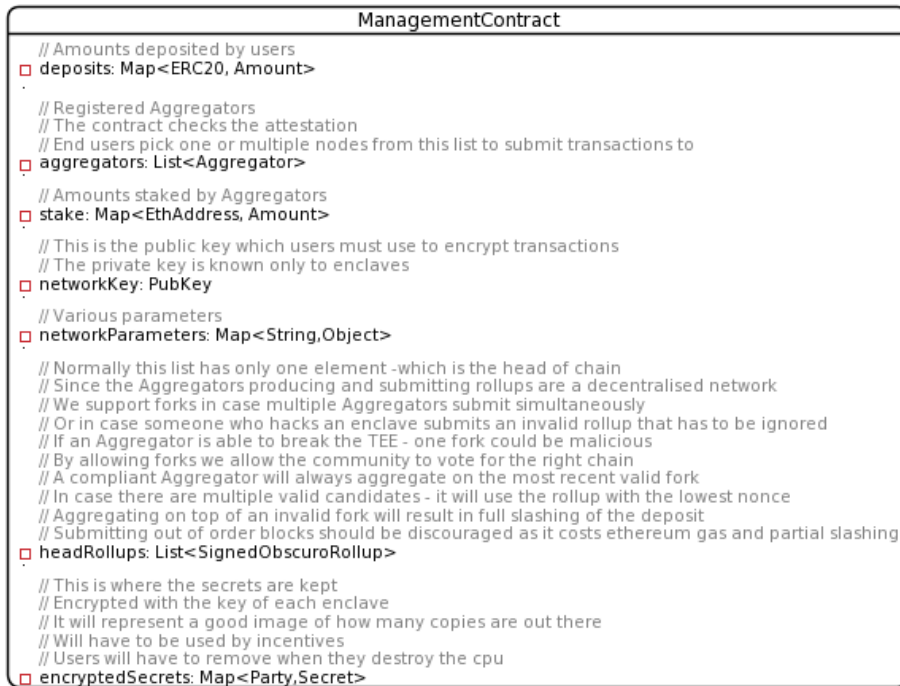 ManagementContract
// Amounts deposited by users
deposits: Map<ERC20, Amount>
// Registered Aggregators
// The contract checks the attestation
// End users pick one or multiple nodes from this list to submit transactions to
aggregators: List<Aggregator>
// Amounts staked by Aggregators
stake: Map<EthAddress, Amount>
// This is the public key which users must use to encrypt transactions
// The private key is known only to enclaves
networkKey: PubKey
// Various parameters
networkParameters: Map<String,Object>
// Normally this list has only one element -which is the head of chain
// Since the Aggregators producing and submitting rollups are a decentralised network
// We support forks in case multiple Aggregators submit simultaneously
// Or in case someone who hacks an enclave submits an invalid rollup that has to be ignored
// If an Aggregator is able to break the TEE - one fork could be malicious
// By allowing forks we allow the community to vote for the right chain
// A compliant Aggregator will always aggregate on the most recent valid fork
// In case there are multiple valid candidates - it will use the rollup with the lowest nonce
// Aggregating on top of an invalid fork will result in full slashing of the deposit
// Submitting out of order blocks should be discouraged as it costs ethereum gas and partial slashing
headRollups: List<SignedObscuroRollup>
// This is where the secrets are kept
// Encrypted with the key of each enclave
// It will represent a good image of how many copies are out there
// Will have to be used by incentives
// Users will have to remove when they destroy the cpu
encryptedSecrets: Map<Party,Secret>